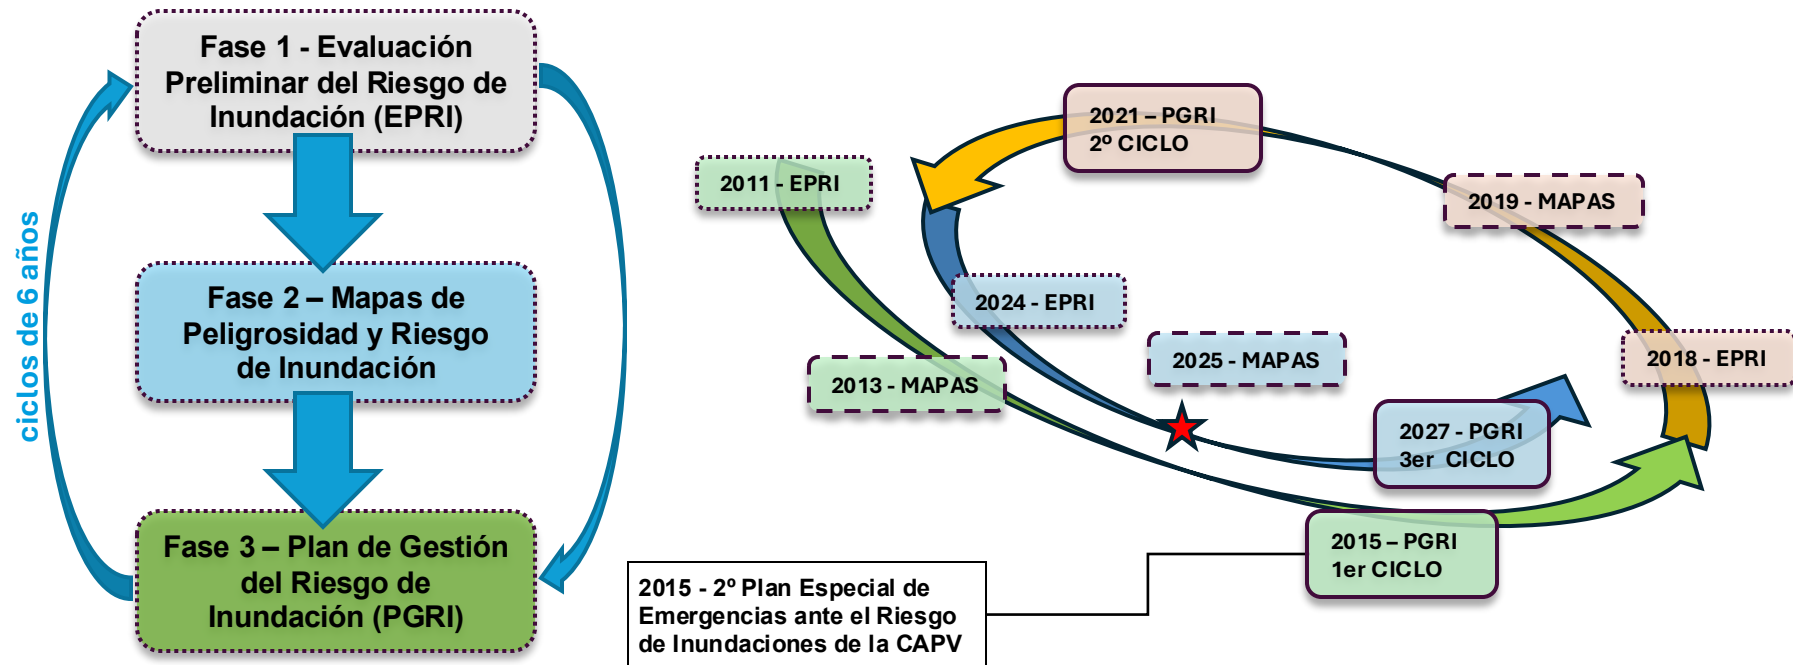 Fase 1 - Evaluación
Preliminar del Riesgo de
Inundación (EPRI)
ciclos de 6 años
Fase 2 – Mapas de
Peligrosidad y Riesgo
de Inundación
Fase 3 – Plan de Gestión
del Riesgo de
Inundación (PGRI)
2011 - EPRI
2013 - MAPAS
2015 – PGRI
1er CICLO
2015 - 2º Plan Especial de
Emergencias ante el Riesgo
de Inundaciones de la CAPV
2018 - EPRI
2019 - MAPAS
2021 – PGRI
2º CICLO
2024 - EPRI
2025 - MAPAS
2027 - PGRI
3er CICLO